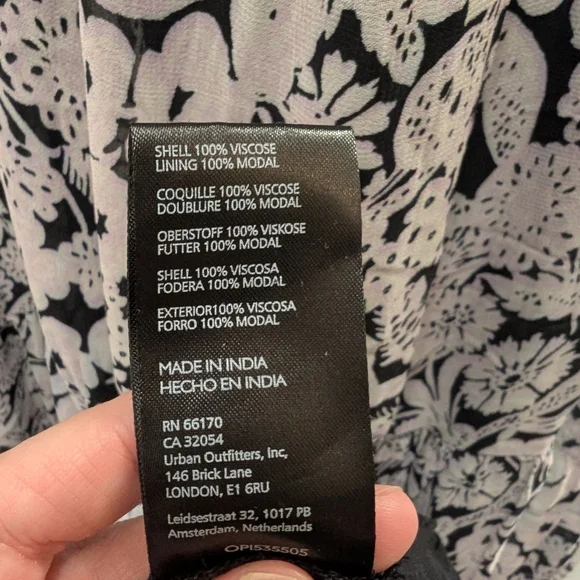 SHELL 100% VISCOSE
LINING 100% MODAL
COQUILLE 100% VISCOSE
DOUBLURE 100% MODAL
OBERSTOFF 100% VISKOSE
FUTTER 100% MODAL
SHELL 100% VISCOSA
FODERA 100% MODAL
EXTERIOR100% VISCOSA
FORRO 100% MODAL
MADE IN INDIA
HECHO EN INDIA
RN 66170
CA 32054
Urban Outfitters, Inc,
146 Brick Lane
LONDON, E1 6RU
Leidsestraat 32, 1017 PB
Amsterdam, Netherlands
OPI535505